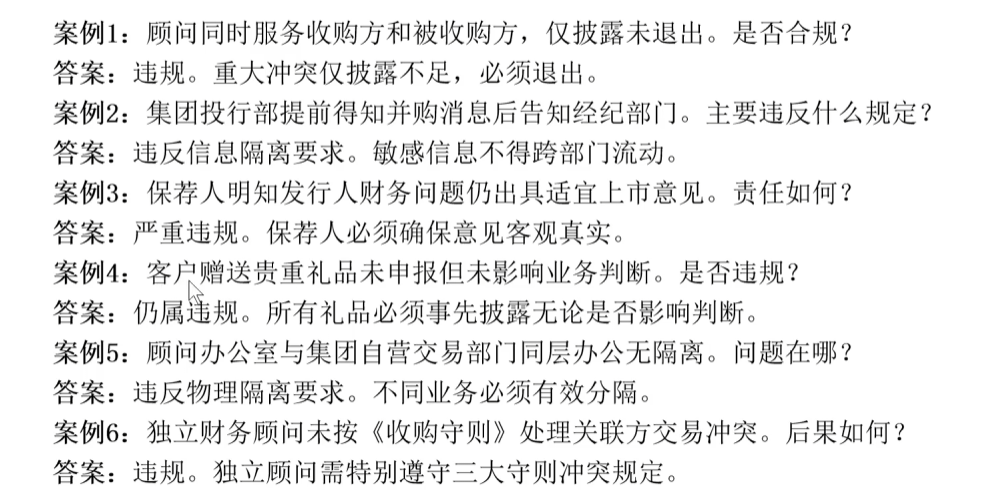 案例1：顾问同时服务收购方和被收购方，仅披露未退出。是否合规？
答案：违规。重大冲突仅披露不足，必须退出。
案例2：集团投行部提前得知并购消息后告知经纪部门。主要违反什么规定？
答案：违反信息隔离要求。敏感信息不得跨部门流动。
案例3：保荐人明知发行人财务问题仍出具适宜上市意见。责任如何？
答案：严重违规。保荐人必须确保意见客观真实。
案例4：客户赠送贵重礼品未申报但未影响业务判断。是否违规？
答案：仍属违规。所有礼品必须事先披露无论是否影响判断。
案例5：顾问办公室与集团自营交易部门同层办公无隔离。问题在哪？
答案：违反物理隔离要求。不同业务必须有效分隔。
案例6：独立财务顾问未按《收购守则》处理关联方交易冲突。后果如何？
答案：违规。独立顾问需特别遵守三大守则冲突规定。